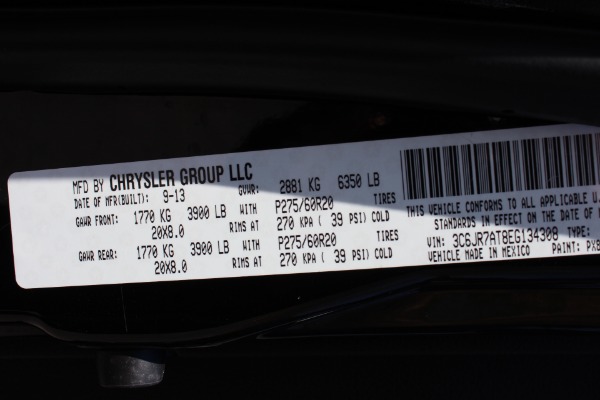 MFD BY CHRYSLER GROUP LLC
DATE OF MFR(BUILT): 9-13 GVWR: 2881 KG 6350 LB
GAWR FRONT: 1770 KG 3900 LB WITH P275/60R20 TIRES
20X8.0 RIMS AT 270 KPA ( 39 PSI) COLD
GAWR REAR: 1770 KG 3900 LB WITH P275/60R20 TIRES
20X8.0 RIMS AT 270 KPA ( 39 PSI) COLD
THIS VEHICLE CONFORMS TO ALL APPLICABLE U.
STANDARDS IN EFFECT ON THE DATE OF
VIN: 3C6JR7AT8EG134308 TYPE:
VEHICLE MADE IN MEXICO PAINT: